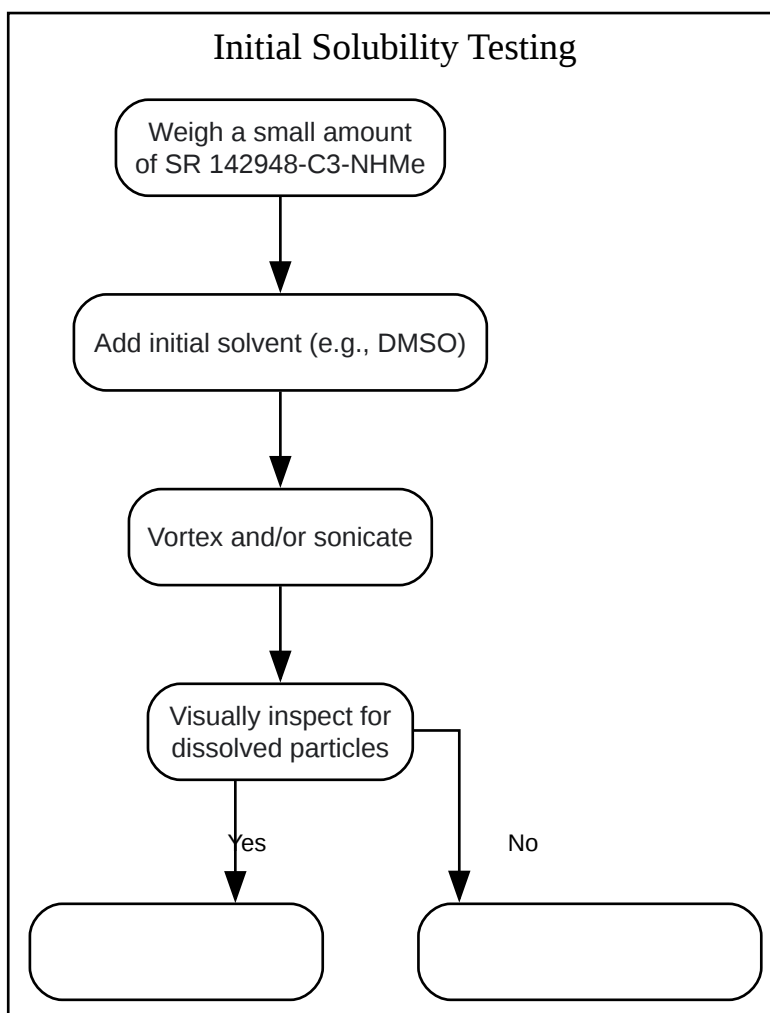 Initial Solubility Testing
Weigh a small amount
of SR 142948-C3-NHMe
Add initial solvent (e.g., DMSO)
Vortex and/or sonicate
Visually inspect for
dissolved particles
Yes
No